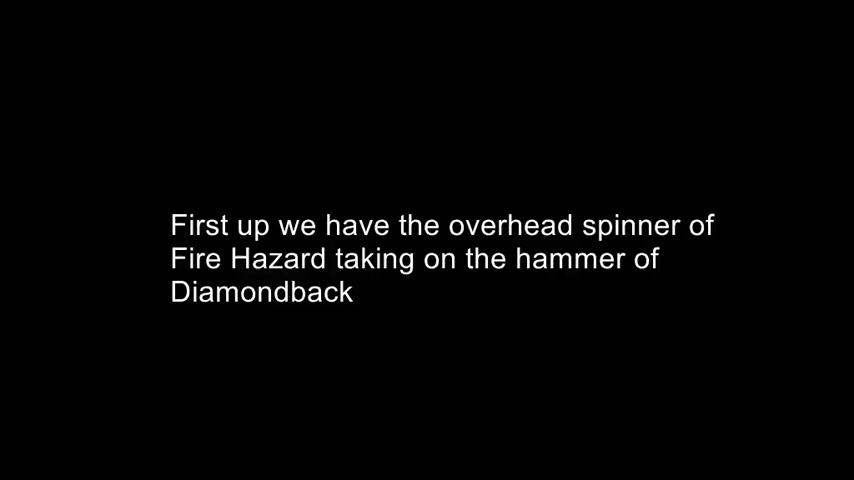 First up we have the overhead spinner of
Fire Hazard taking on the hammer of
Diamondback